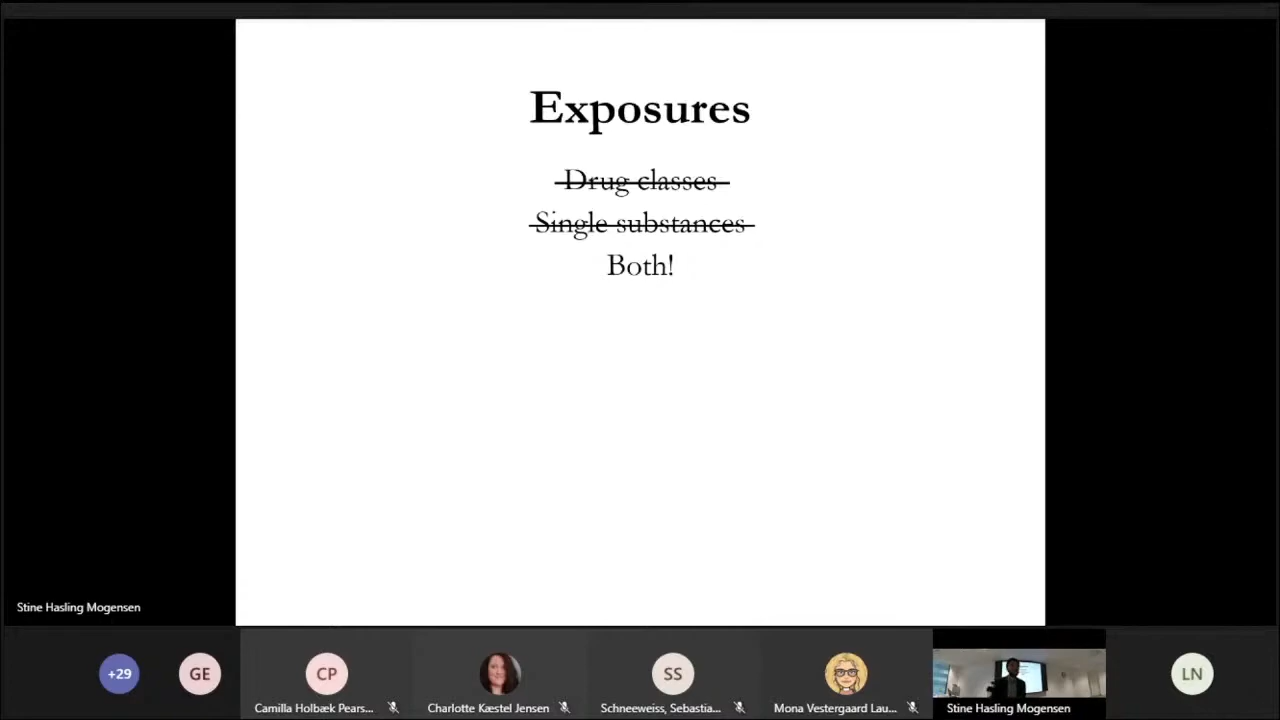 Exposures
Drug classes
Single substances
Both!
Stine Hasling Mogensen
+29
GE
CP
SS
LN
Camilla Holbæk Pears...
Charlotte Kæstel Jensen
Schneeweiss, Sebastia...
Mona Vestergaard Lau...
Stine Hasling Mogensen